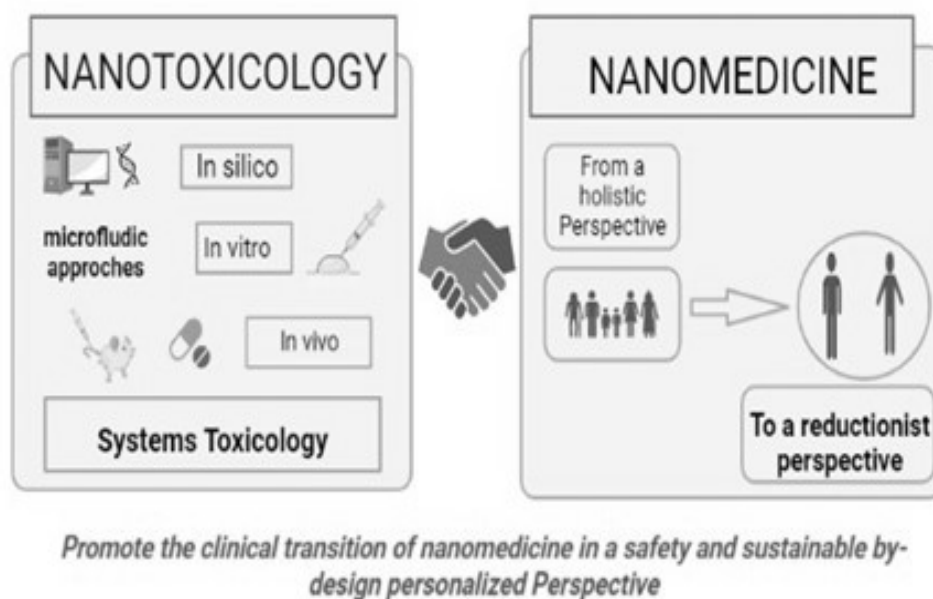 NANOTOXICOLOGY
In silico
microfludic
approches
In vitro
In vivo
Systems Toxicology
NANOMEDICINE
From a
holistic
Perspective
To a reductionist
perspective
Promote the clinical transition of nanomedicine in a safety and sustainable by-
design personalized Perspective